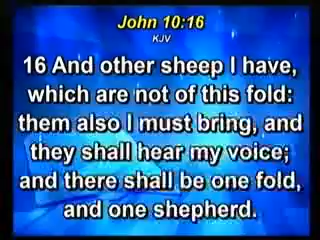 John 10:16
KJV
16 And other sheep I have,
which are not of this fold:
them also I must bring, and
they shall hear my voice;
and there shall be one fold,
and one shepherd.